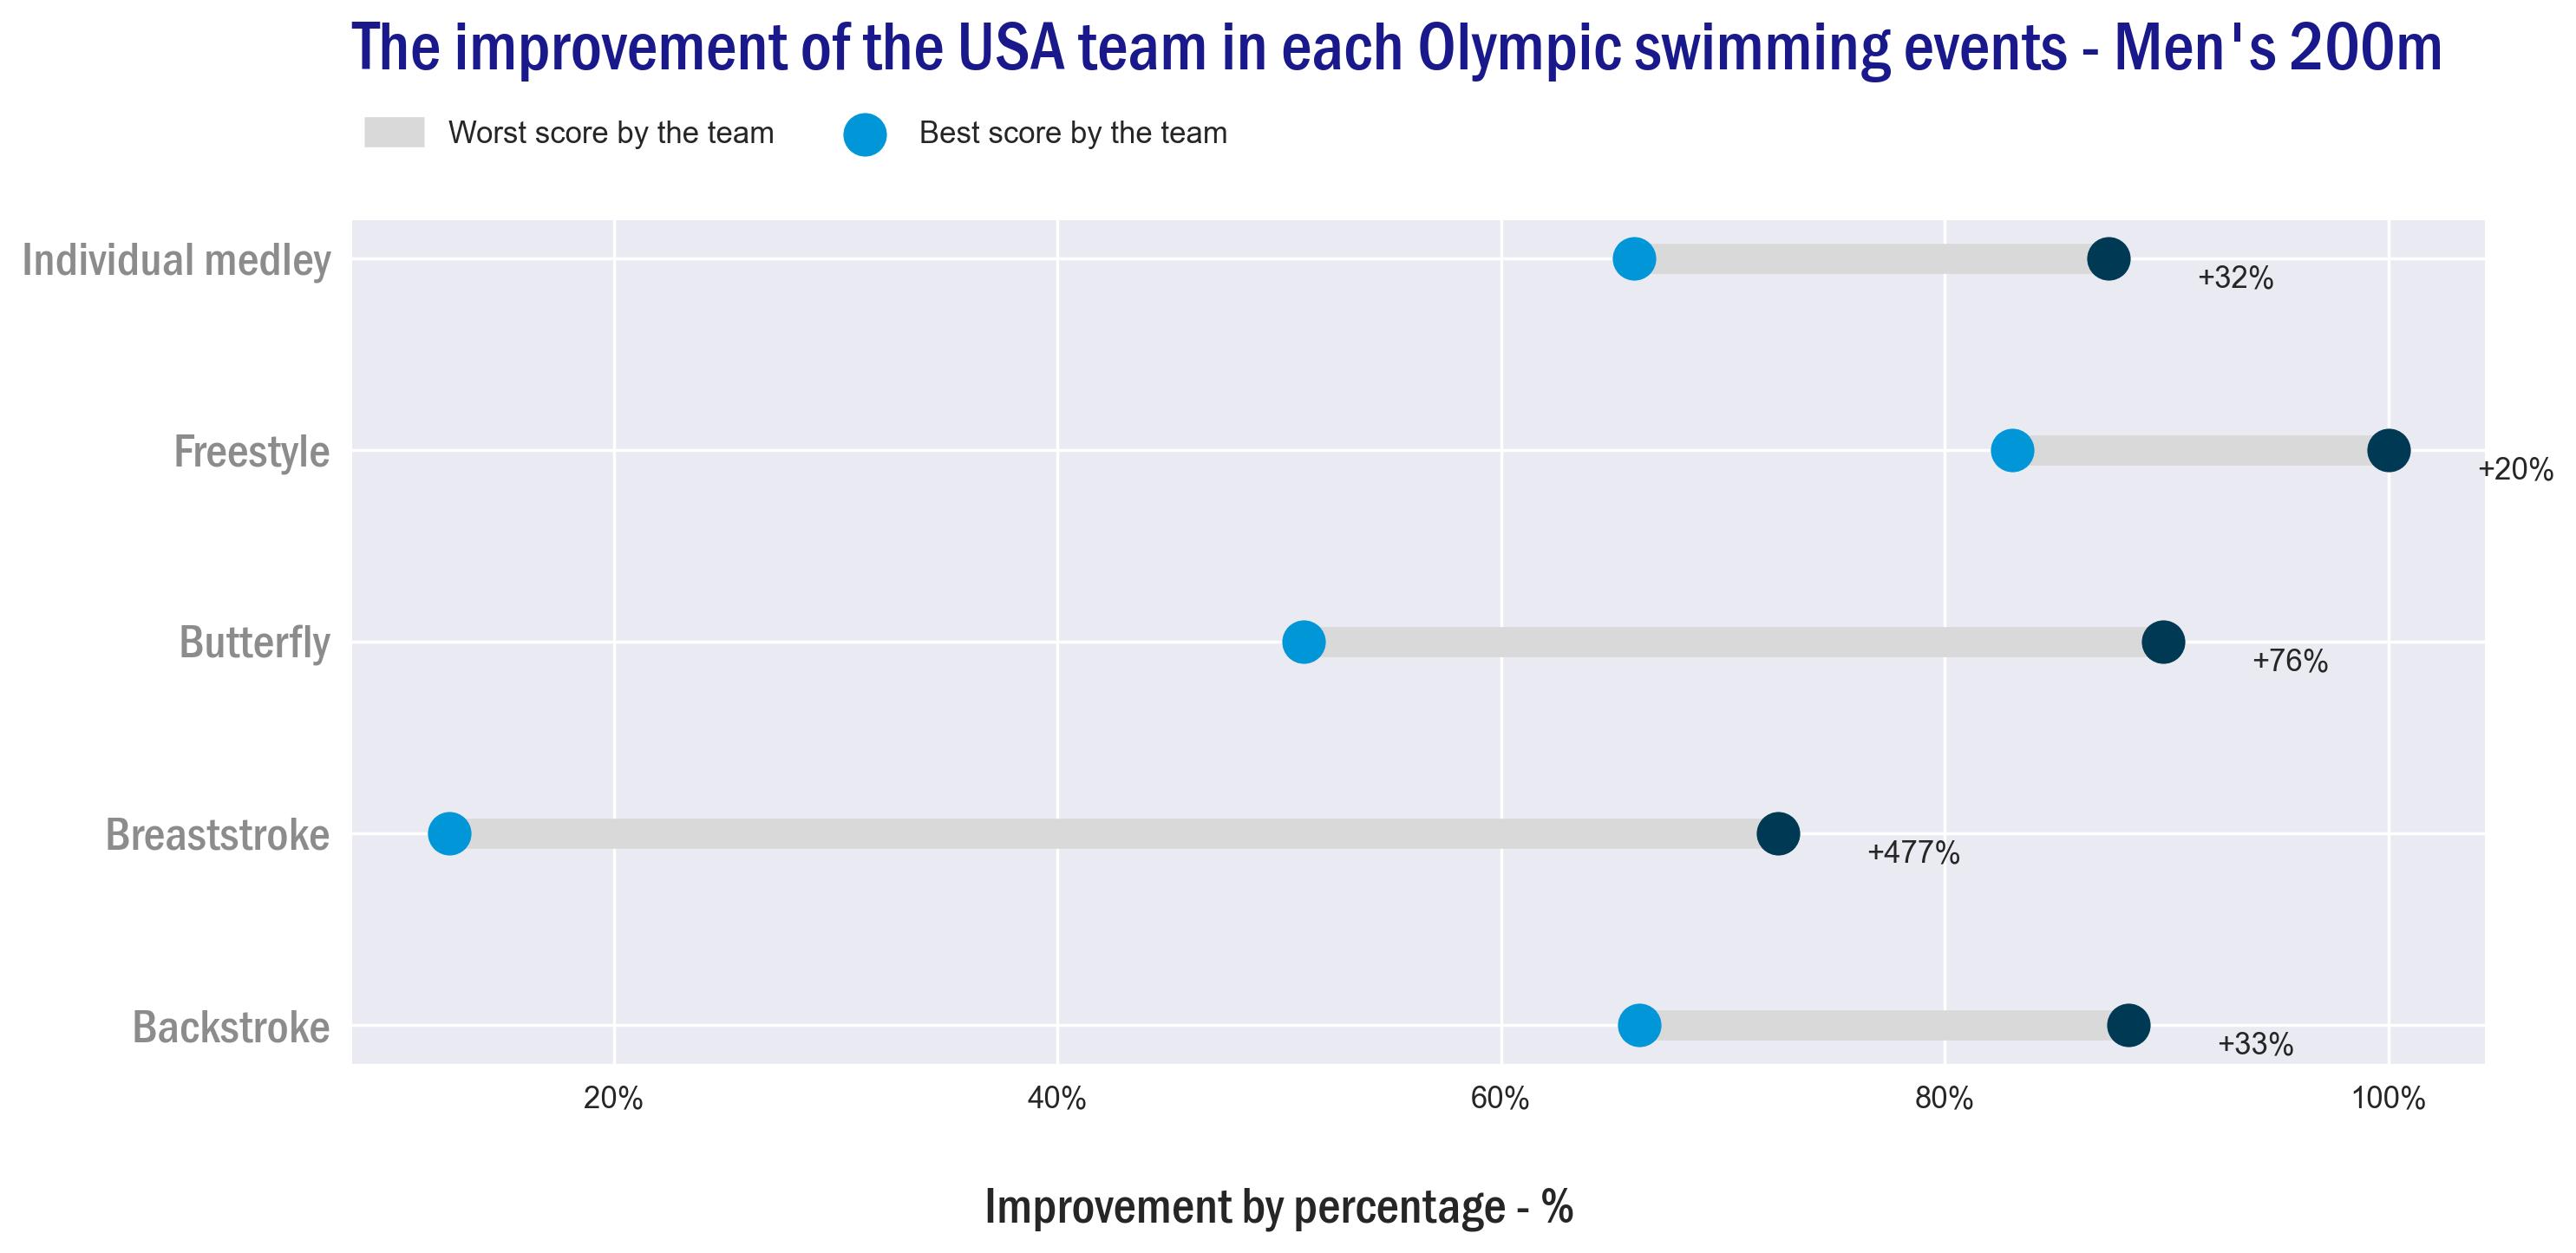 The improvement of the USA team in each Olympic swimming events - Men's 200m
Worst score by the team
Best score by the team
Individual medley
+32%
Freestyle
+20%
Butterfly
+76%
Breaststroke
+477%
Backstroke
+33%
20%
40%
60%
80%
100%
Improvement by percentage - %